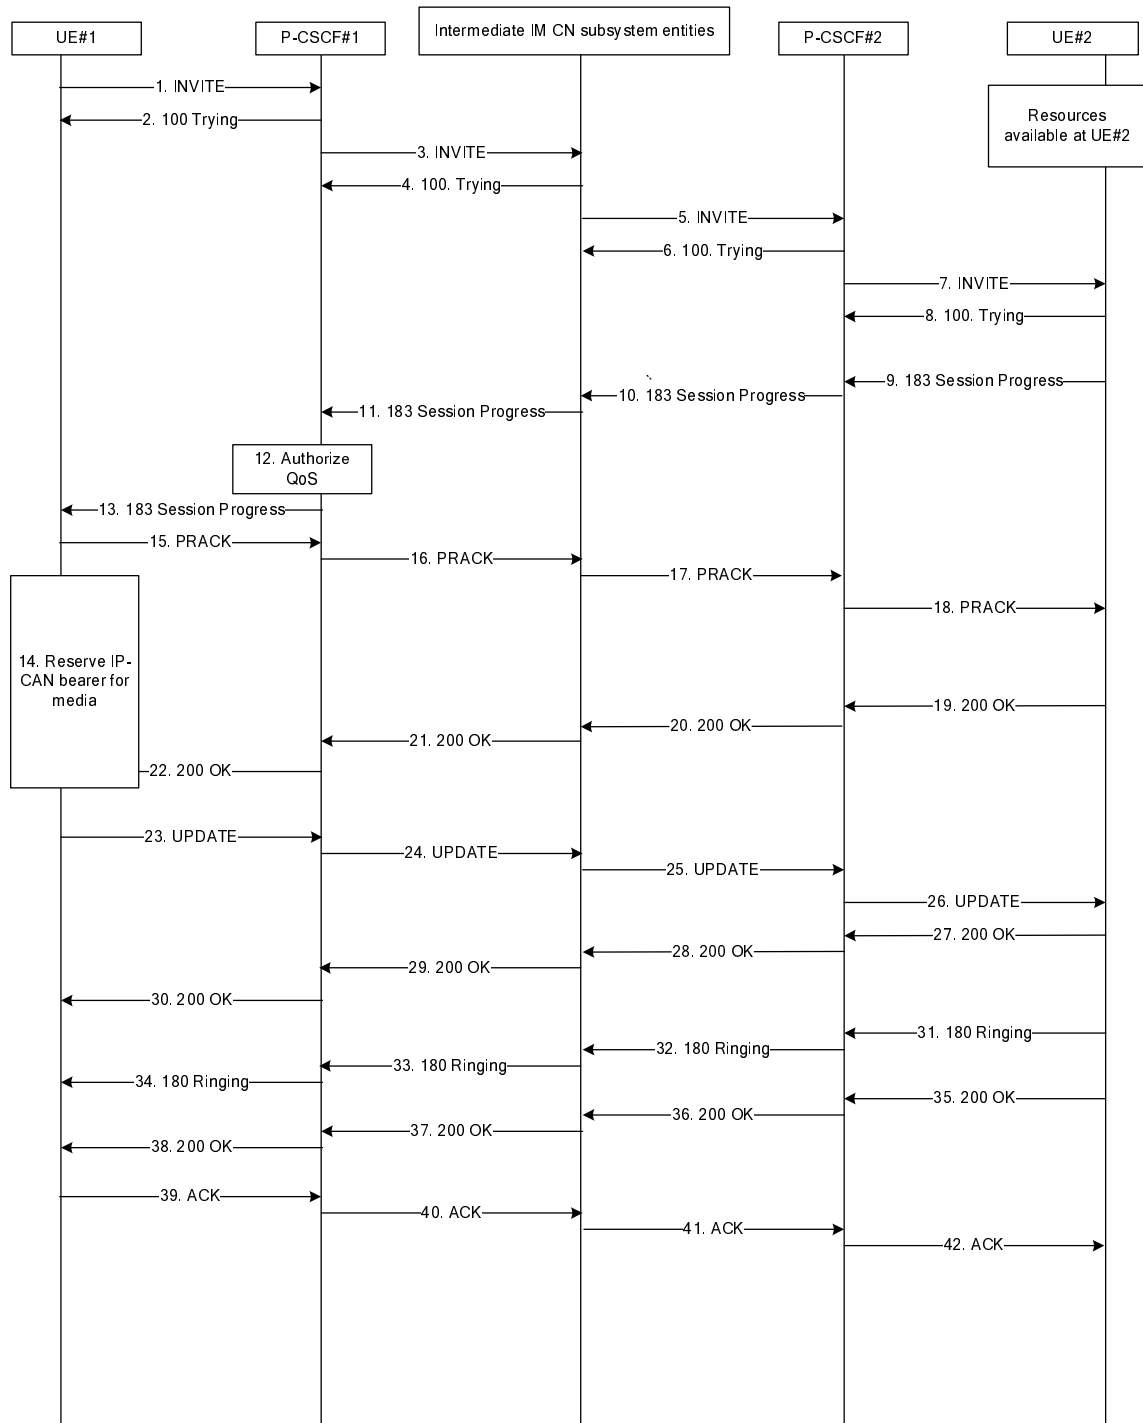 UE#1
P-CSCF#1
Intermediate IM CN subsystem entities
P-CSCF#2
UE#2
1. INVITE
Resources
available at UE#2
2. 100 Trying
3. INVITE
4. 100. Trying
5. INVITE
6. 100. Trying
7. INVITE
8. 100. Trying
9. 183 Session Progress
10. 183 Session Progress
11. 183 Session Progress
12. Authorize
QoS
13. 183 Session Progress
15. PRACK
16. PRACK
17. PRACK
18. PRACK
14. Reserve IP-
CAN bearer for
media
19. 200 OK
20. 200 OK
21. 200 OK
22. 200 OK
23. UPDATE
24. UPDATE
25. UPDATE
26. UPDATE
27. 200 OK
28. 200 OK
29. 200 OK
30. 200 OK
31. 180 Ringing
32. 180 Ringing
33. 180 Ringing
34. 180 Ringing
35. 200 OK
36. 200 OK
37. 200 OK
38. 200 OK
39. ACK
40. ACK
41. ACK
42. ACK